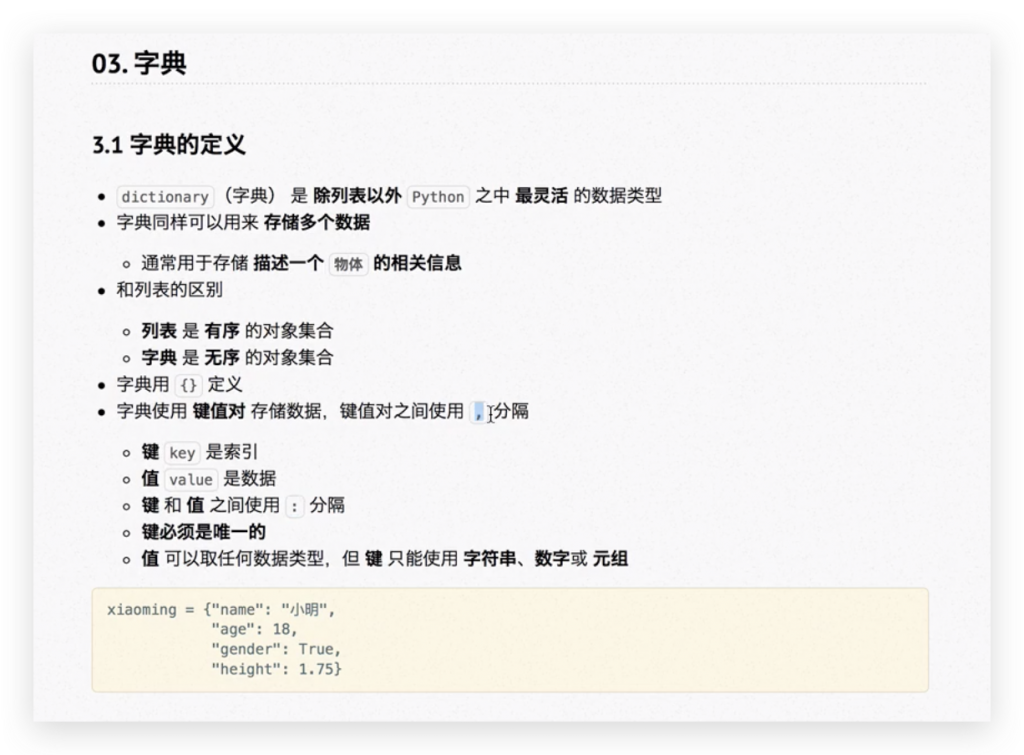 03. 字典
3.1 字典的定义
dictionary（字典） 是 除列表以外 Python 之中 最灵活 的数据类型
字典同样可以用来 存储多个数据
通常用于存储 描述一个 物体 的相关信息
和列表的区别
列表 是 有序 的对象集合
字典 是 无序 的对象集合
字典用 {} 定义
字典使用 键值对 存储数据，键值对之间使用 , 分隔
键 key 是索引
值 value 是数据
键 和 值 之间使用 : 分隔
键必须是唯一的
值 可以取任何数据类型，但 键 只能使用 字符串、数字或 元组
xiaoming = {"name": "小明",
"age": 18,
"gender": True,
"height": 1.75}